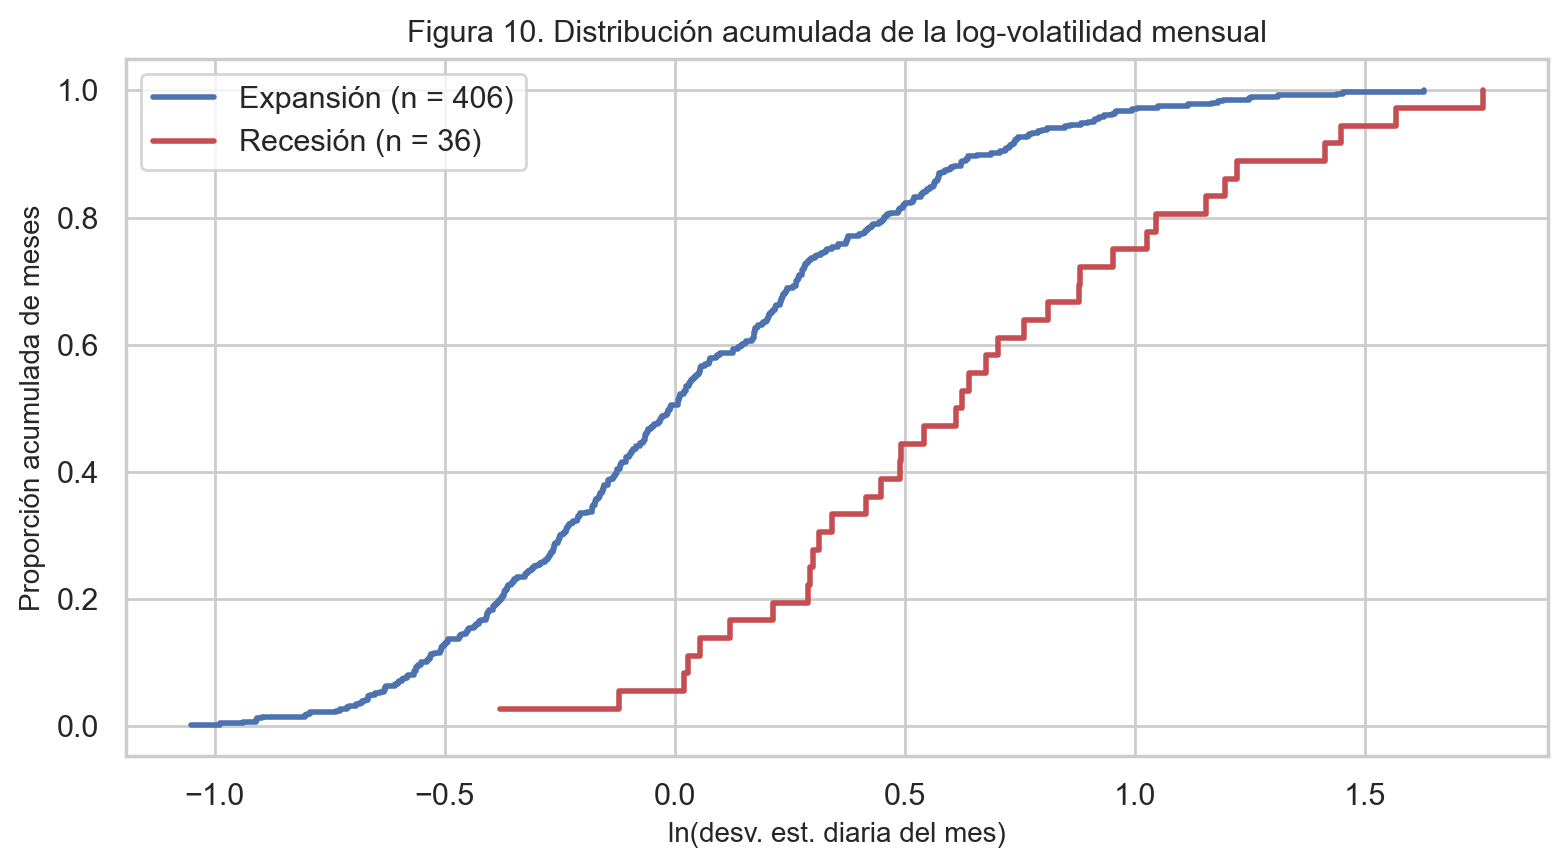 Figura 10. Distribución acumulada de la log-volatilidad mensual
Expansión (n = 406)
Recesión (n = 36)
Proporción acumulada de meses
1.0
0.8
0.6
0.4
0.2
0.0
−1.0
−0.5
0.0
0.5
1.0
1.5
ln(desv. est. diaria del mes)